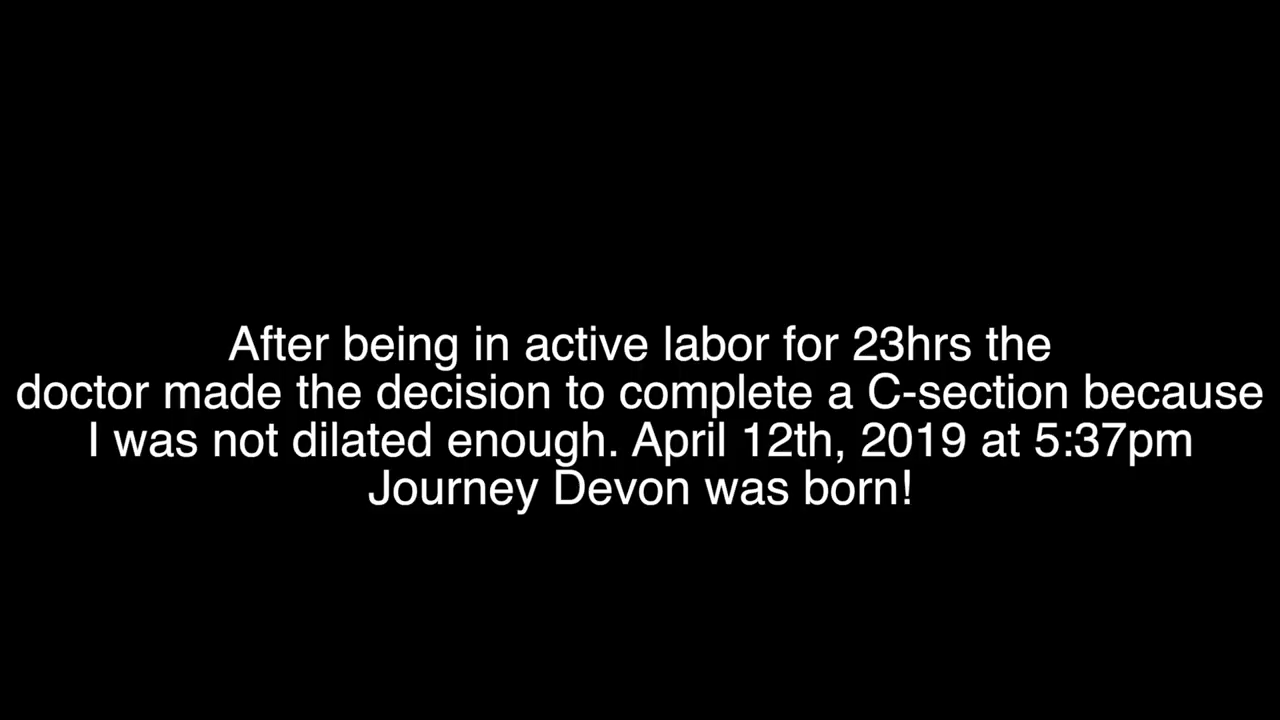 After being in active labor for 23hrs the
doctor made the decision to complete a C-section because
I was not dilated enough. April 12th, 2019 at 5:37pm
Journey Devon was born!